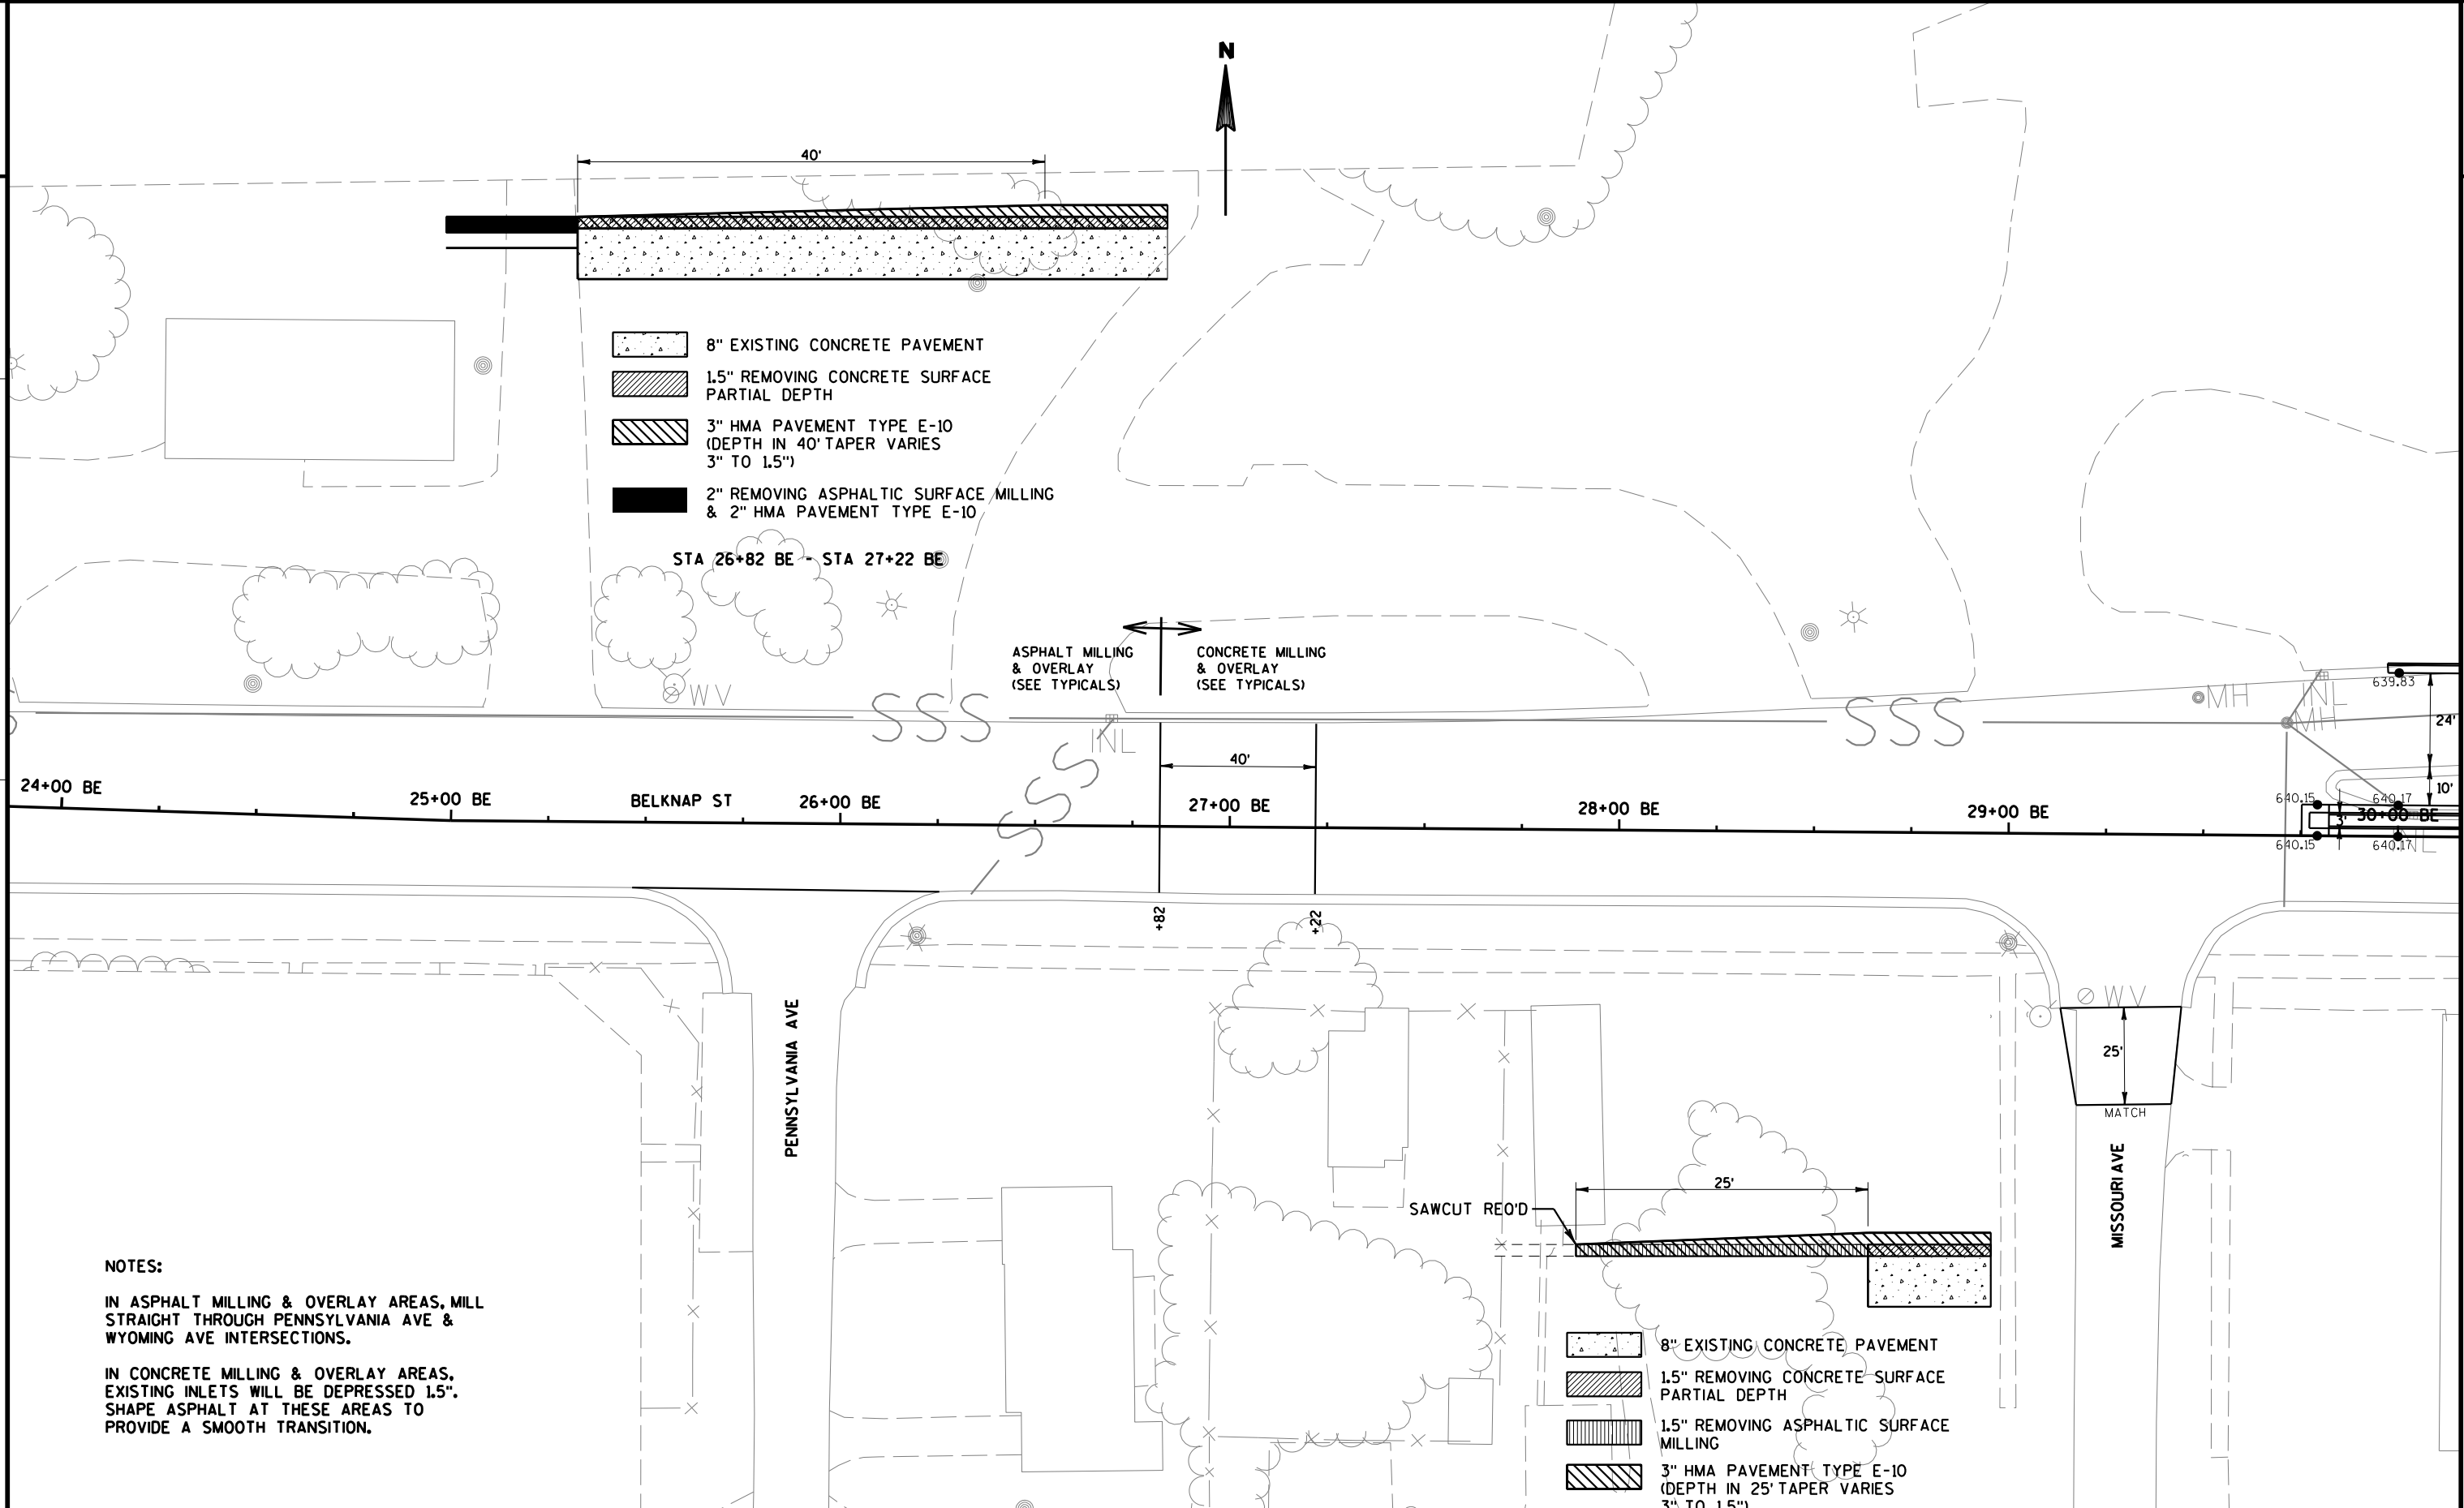 N
40'
8" EXISTING CONCRETE PAVEMENT
1.5" REMOVING CONCRETE SURFACE
PARTIAL DEPTH
3" HMA PAVEMENT TYPE E-10
(DEPTH IN 40' TAPER VARIES
3" TO 1.5")
2" REMOVING ASPHALTIC SURFACE MILLING
& 2" HMA PAVEMENT TYPE E-10
STA 26+82 BE - STA 27+22 BE
ASPHALT MILLING
& OVERLAY
(SEE TYPICALS)
CONCRETE MILLING
& OVERLAY
(SEE TYPICALS)
WV
SSS
INL
SSS
SSS
MH
INL
MH
639.83
24'
10'
40'
24+00 BE
25+00 BE
BELKNAP ST
26+00 BE
27+00 BE
28+00 BE
29+00 BE
30+00 BE
640.15
640.17
3'
640.15
640.17
+82
+22
PENNSYLVANIA AVE
WV
25'
MATCH
MISSOURI AVE
25'
SAWCUT REQ'D
8" EXISTING CONCRETE PAVEMENT
1.5" REMOVING CONCRETE SURFACE
PARTIAL DEPTH
1.5" REMOVING ASPHALTIC SURFACE
MILLING
3" HMA PAVEMENT TYPE E-10
(DEPTH IN 25' TAPER VARIES
3" TO 1.5")
NOTES:
IN ASPHALT MILLING & OVERLAY AREAS, MILL
STRAIGHT THROUGH PENNSYLVANIA AVE &
WYOMING AVE INTERSECTIONS.
IN CONCRETE MILLING & OVERLAY AREAS,
EXISTING INLETS WILL BE DEPRESSED 1.5".
SHAPE ASPHALT AT THESE AREAS TO
PROVIDE A SMOOTH TRANSITION.